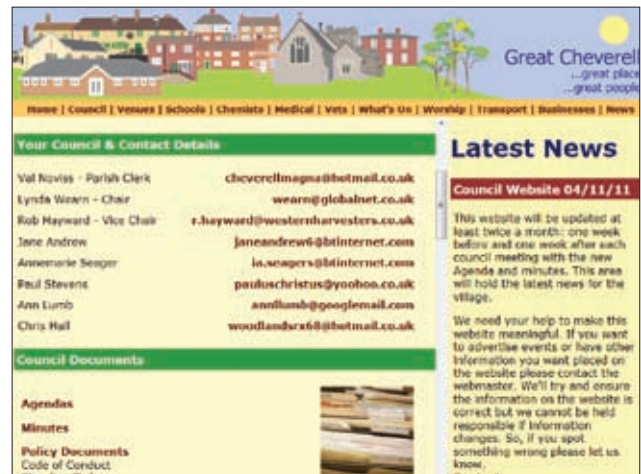 Great Cheverell
...great place
...great people
Home | Council | Venues | Schools | Chemists | Medical | Vets | What's On | Worship | Transport | Businesses | News
Your Council & Contact Details
Val Noviss - Parish Clerk cheverellmagna@hotmail.co.uk
Lynda Wearn - Chair wearn@globalnet.co.uk
Rob Hayward - Vice Chair r.hayward@westernharvesters.co.uk
Jane Andrew janeandrew6@btinternet.com
Annemarie Seager ia.seagers@btinternet.com
Paul Stevens pauluschristus@yoohoo.co.uk
Ann Lumb annllumb@googlemail.com
Chris Hall woodlandsrx68@hotmail.co.uk
Council Documents
Agendas
Minutes
Policy Documents
Code of Conduct
Latest News
Council Website 04/11/11
This website will be updated at
least twice a month: one week
before and one week after each
council meeting with the new
Agenda and minutes. This area
will hold the latest news for the
village.
We need your help to make this
website meaningful. If you want
to advertise events or have other
information you want placed on
the website please contact the
webmaster. We'll try and ensure
the information on the website is
correct but we cannot be held
responsible if information
changes. So, if you spot
something wrong please let us
know.